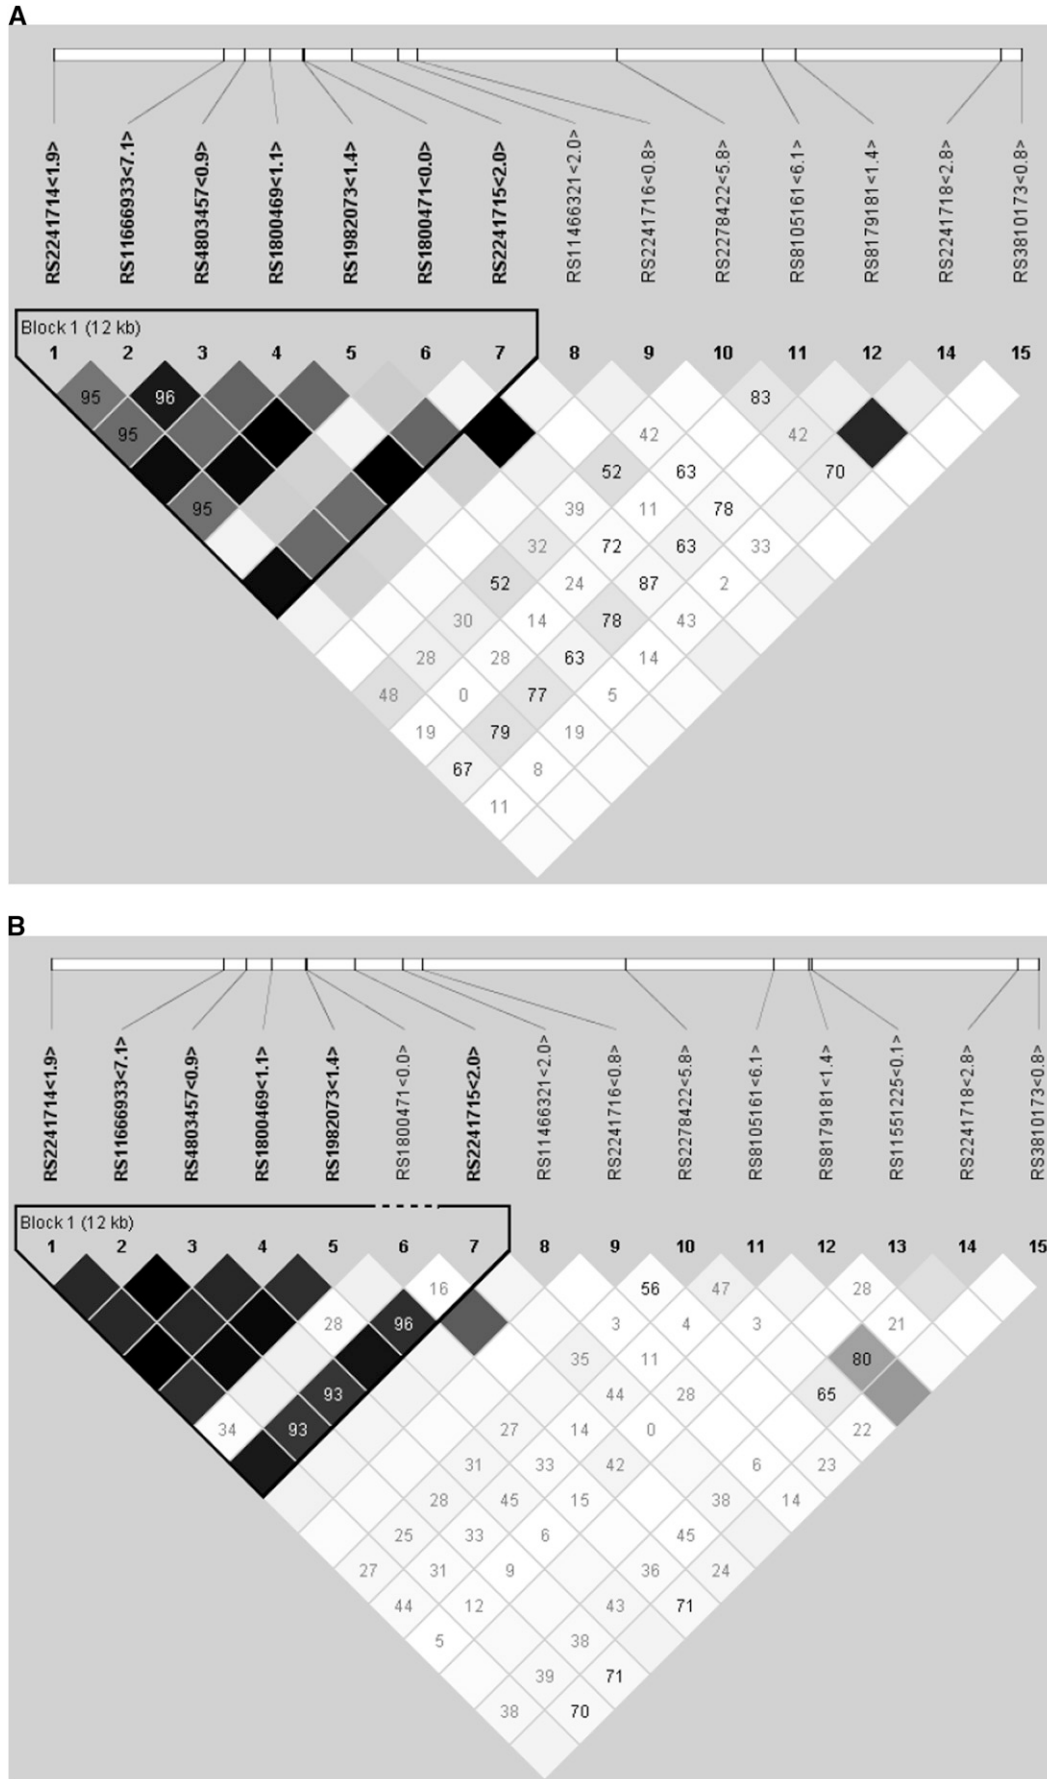 A
RS2241714<1.9>
RS11666933<7.1>
RS4803457<0.9>
RS1800469<1.1>
RS1982073<1.4>
RS1800471<0.0>
RS2241715<2.0>
RS11466321<2.0>
RS2241716<0.8>
RS2278422<5.8>
RS8105161<6.1>
RS8179181<1.4>
RS2241718<2.8>
RS3810173<0.8>
Block 1 (12 kb)
1 2 3 4 5 6 7 8 9 10 11 12 14 15
95 96 83
95 42 42
52 63 70
95 39 11 78
32 72 63 33
52 24 87 2
30 14 78 43
28 28 63 14
48 0 77 5
19 79 19
67 8
11
B
RS2241714<1.9>
RS11666933<7.1>
RS4803457<0.9>
RS1800469<1.1>
RS1982073<1.4>
RS1800471<0.0>
RS2241715<2.0>
RS11466321<2.0>
RS2241716<0.8>
RS2278422<5.8>
RS8105161<6.1>
RS8179181<1.4>
RS11551225<0.1>
RS2241718<2.8>
RS3810173<0.8>
Block 1 (12 kb)
1 2 3 4 5 6 7 8 9 10 11 12 13 14 15
16 56 47 28
28 96 3 4 3 21
35 11 80
93 44 28 65
34 93 27 14 0 22
31 33 42 6 23
28 45 15 38 14
25 33 6 45
27 31 9 36 24
44 12 43 71
5 38
39 71
38 70